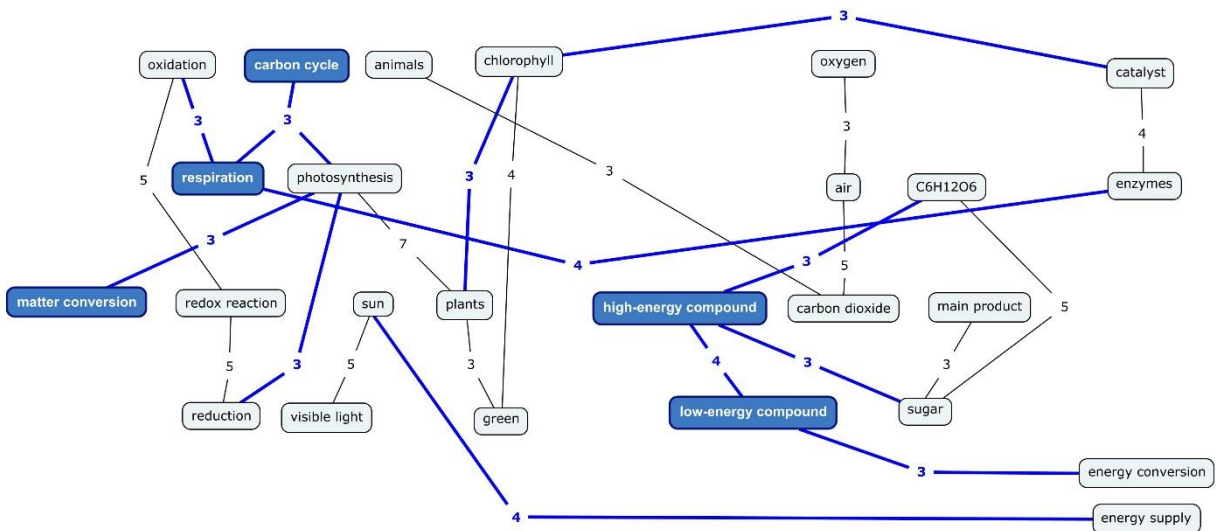 3
oxidation
carbon cycle
animals
chlorophyll
oxygen
catalyst
3
3
3
4
respiration
photosynthesis
5
3
4
3
air
C6H12O6
enzymes
3
7
4
3
5
matter conversion
redox reaction
sun
plants
high-energy compound
carbon dioxide
main product
5
5
3
5
3
4
3
3
reduction
visible light
green
low-energy compound
sugar
3
energy conversion
4
energy supply